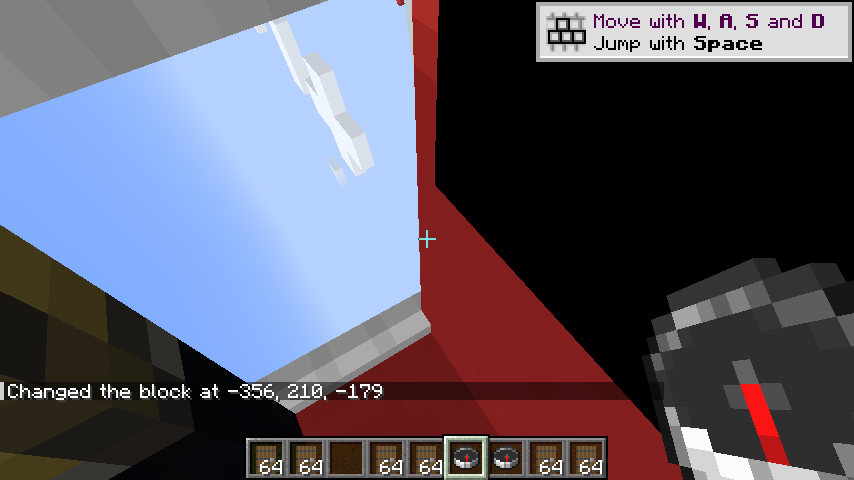 Move with W, A, S and D
Jump with Space
Changed the block at -356, 210, -179
64 64 64 64 64 64